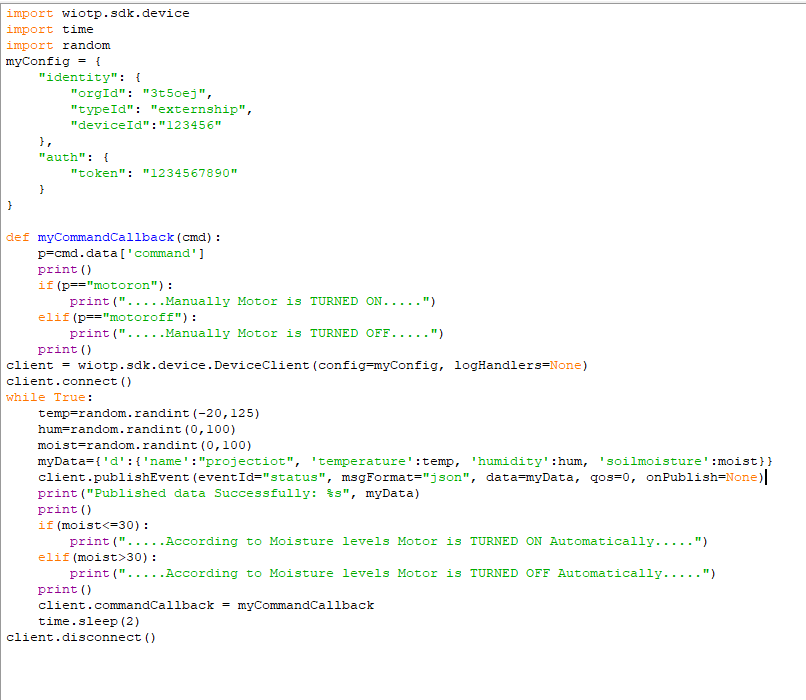 import wiotp.sdk.device
import time
import random
myConfig = {
    "identity": {
        "orgId": "3t5oej",
        "typeId": "externship",
        "deviceId":"123456"
    },
    "auth": {
        "token": "1234567890"
    }
}

def myCommandCallback(cmd):
    p=cmd.data['command']
    print()
    if(p=="motoron"):
        print(".....Manually Motor is TURNED ON.....")
    elif(p=="motoroff"):
        print(".....Manually Motor is TURNED OFF.....")
    print()
client = wiotp.sdk.device.DeviceClient(config=myConfig, logHandlers=None)
client.connect()
while True:
    temp=random.randint(-20,125)
    hum=random.randint(0,100)
    moist=random.randint(0,100)
    myData={'d':{'name':"projectiot", 'temperature':temp, 'humidity':hum, 'soilmoisture':moist}}
    client.publishEvent(eventId="status", msgFormat="json", data=myData, qos=0, onPublish=None)
    print("Published data Successfully: %s", myData)
    print()
    if(moist<=30):
        print(".....According to Moisture levels Motor is TURNED ON Automatically.....")
    elif(moist>30):
        print(".....According to Moisture levels Motor is TURNED OFF Automatically.....")
    print()
    client.commandCallback = myCommandCallback
    time.sleep(2)
client.disconnect()